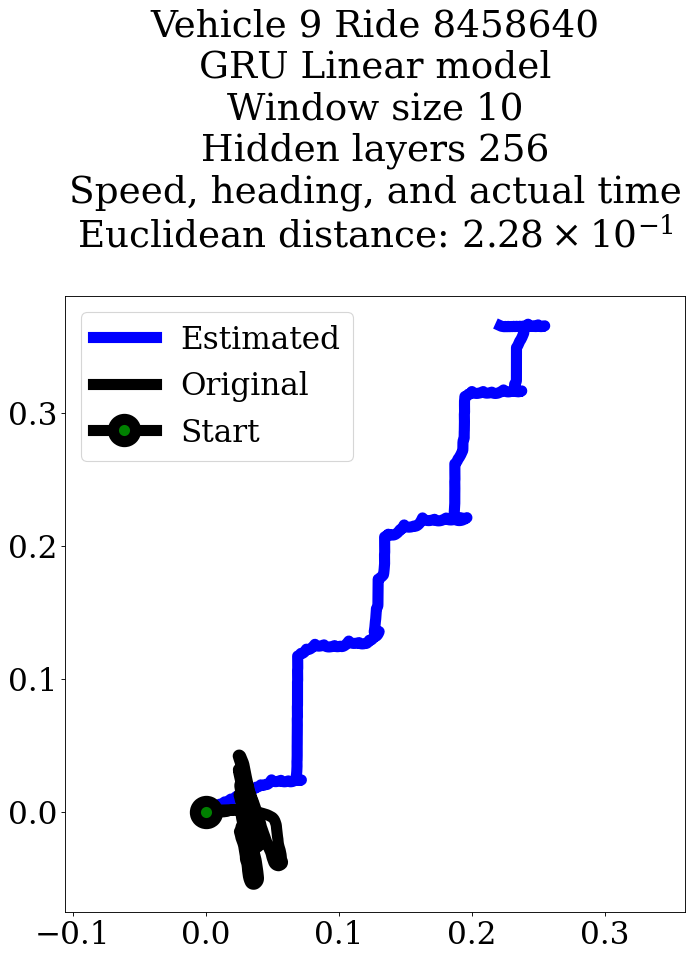 Vehicle 9 Ride 8458640
GRU Linear model
Window size 10
Hidden layers 256
Speed, heading, and actual time
Euclidean distance: 2.28 × 10⁻¹
Estimated
Original
Start
0.3
0.2
0.1
0.0
−0.1 0.0 0.1 0.2 0.3